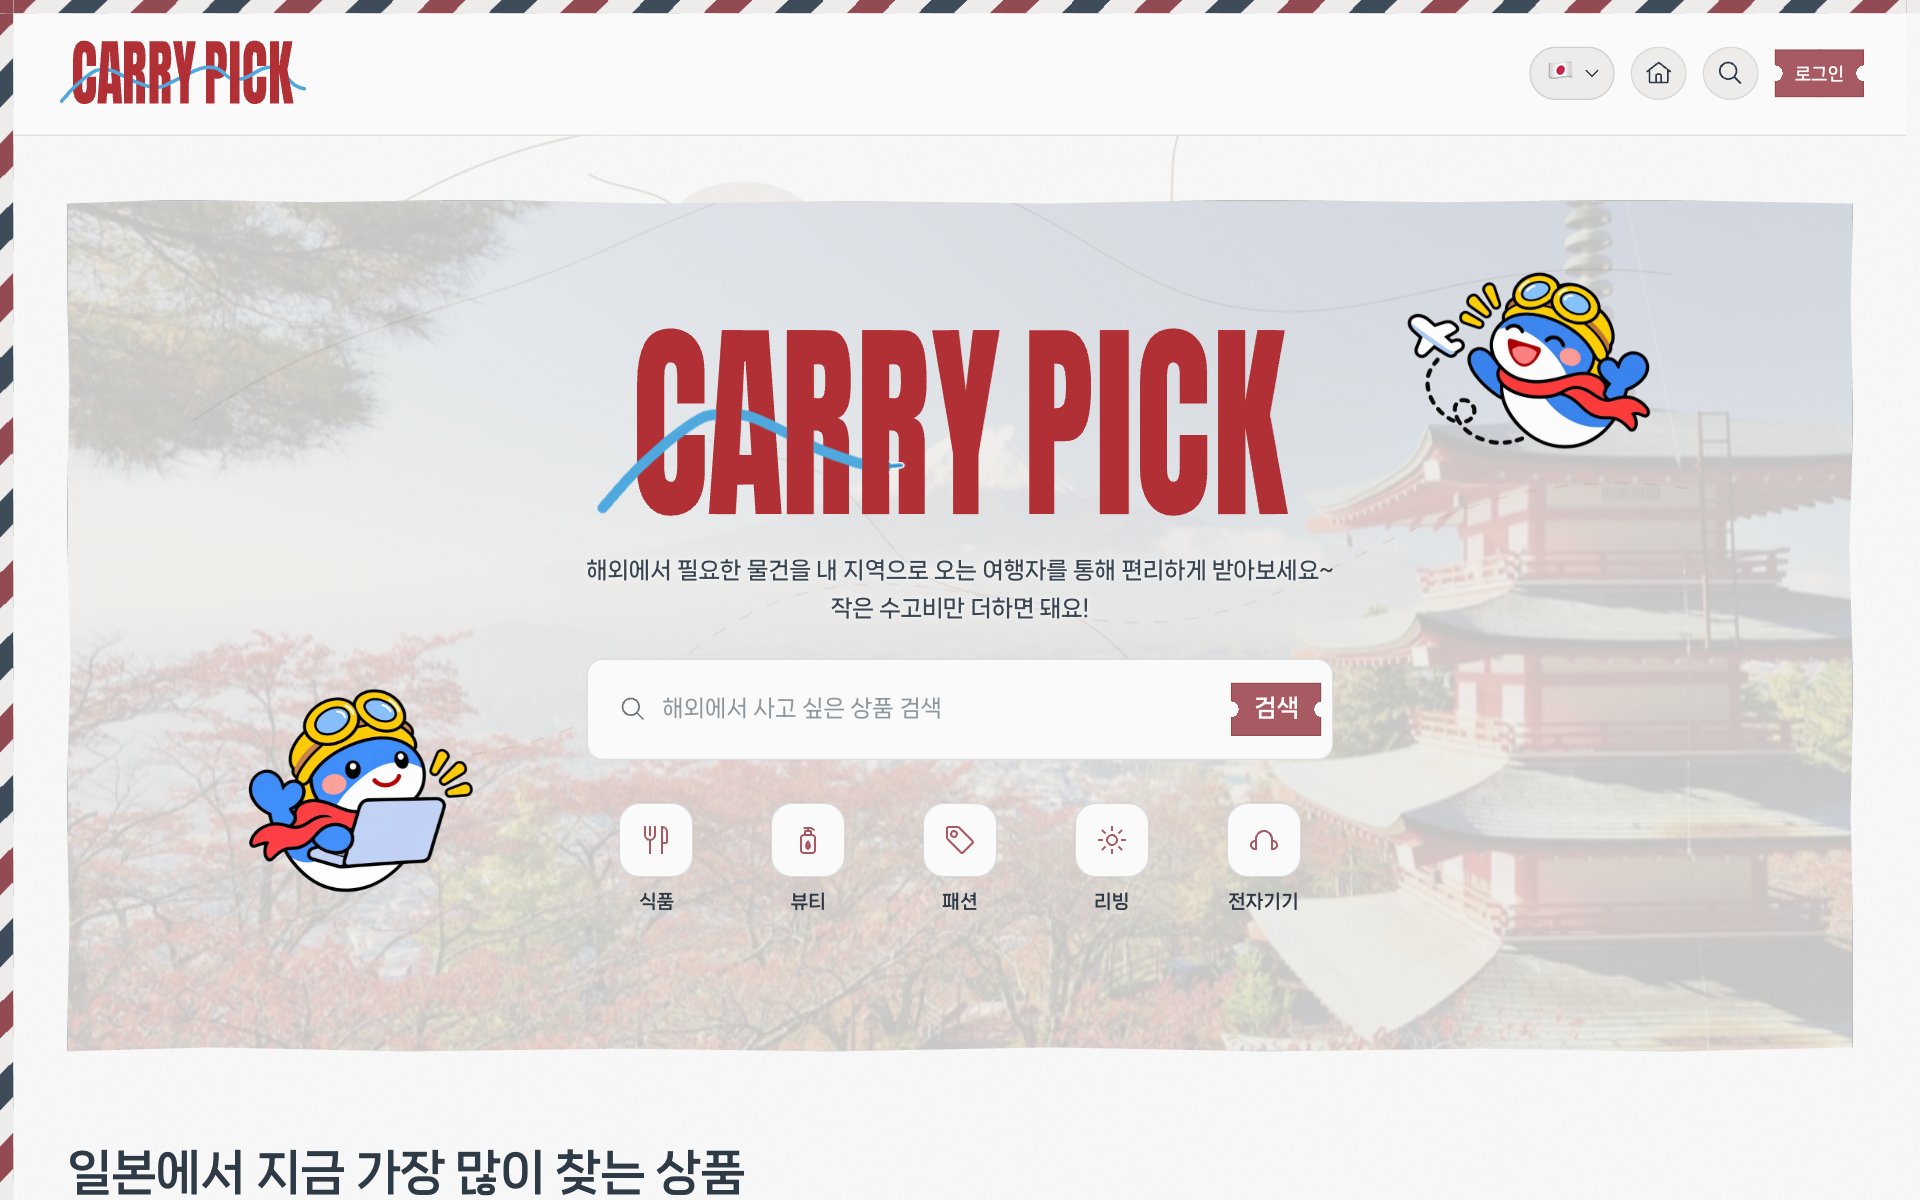 CARRY PICK
로그인
CARRY PICK
해외에서 필요한 물건을 내 지역으로 오는 여행자를 통해 편리하게 받아보세요~
작은 수고비만 더하면 돼요!
해외에서 사고 싶은 상품 검색
검색
식품
뷰티
패션
리빙
전자기기
일본에서 지금 가장 많이 찾는 상품